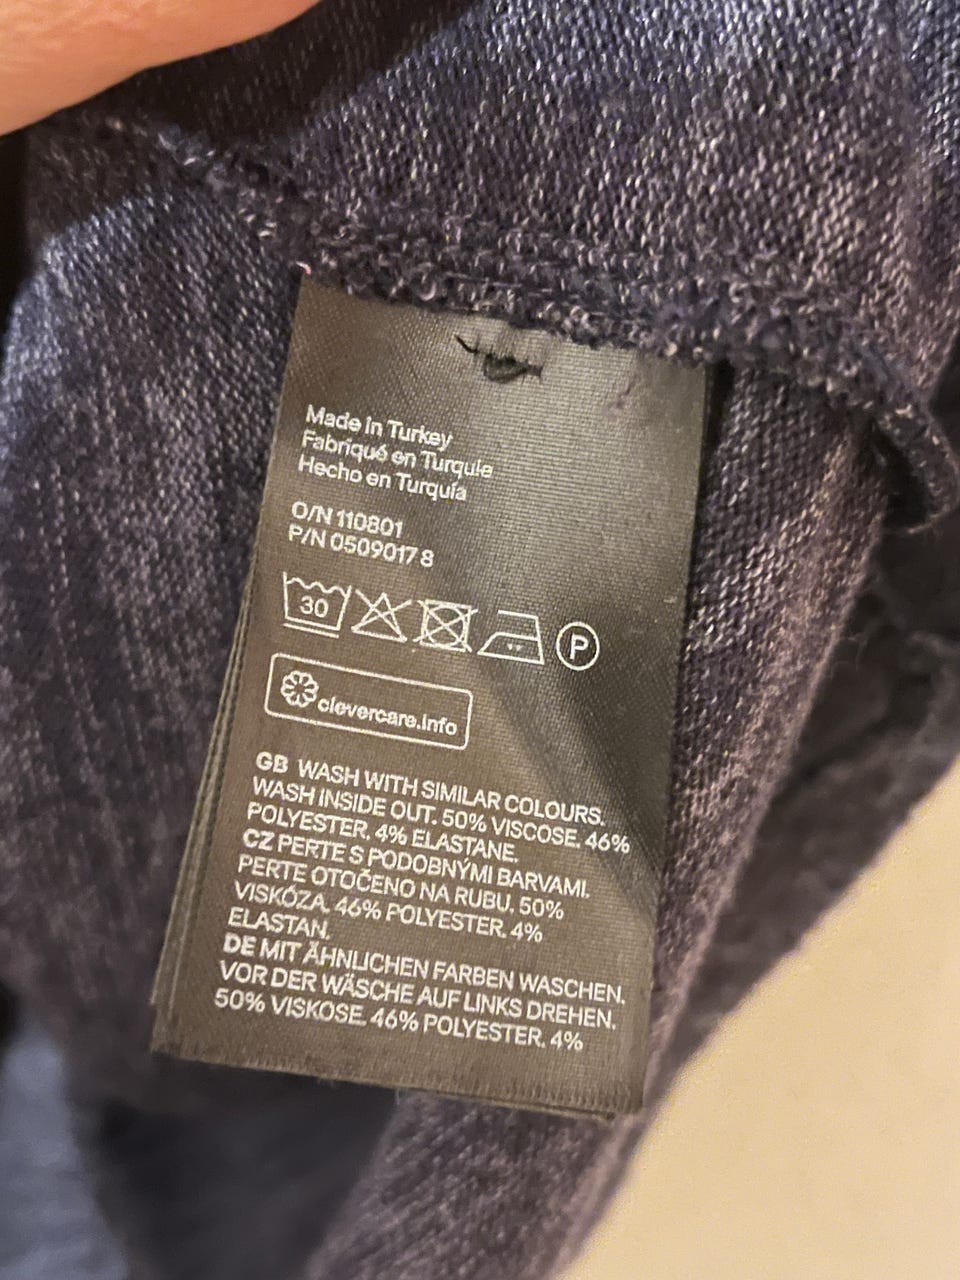 Made in Turkey
Fabriqué en Turquie
Hecho en Turquía
O/N 110801
P/N 0509017 8
30
P
clevercare.info
GB WASH WITH SIMILAR COLOURS.
WASH INSIDE OUT. 50% VISCOSE. 46%
POLYESTER. 4% ELASTANE.
CZ PERTE S PODOBNÝMI BARVAMI.
PERTE OTOČENO NA RUBU. 50%
VISKÓZA. 46% POLYESTER. 4%
ELASTAN.
DE MIT ÄHNLICHEN FARBEN WASCHEN.
VOR DER WÄSCHE AUF LINKS DREHEN.
50% VISKOSE. 46% POLYESTER. 4%